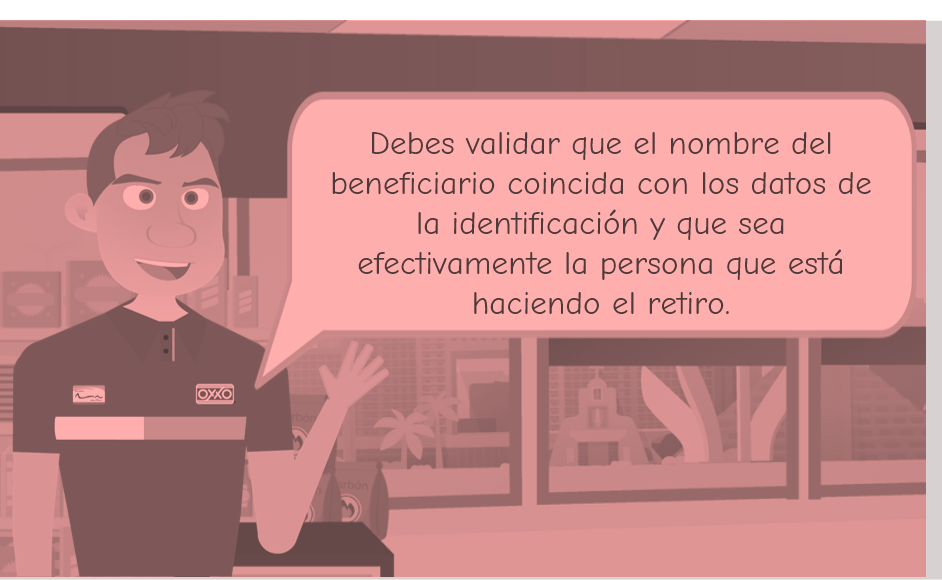 Debes validar que el nombre del
beneficiario coincida con los datos de
la identificación y que sea
efectivamente la persona que está
haciendo el retiro.
OXXO